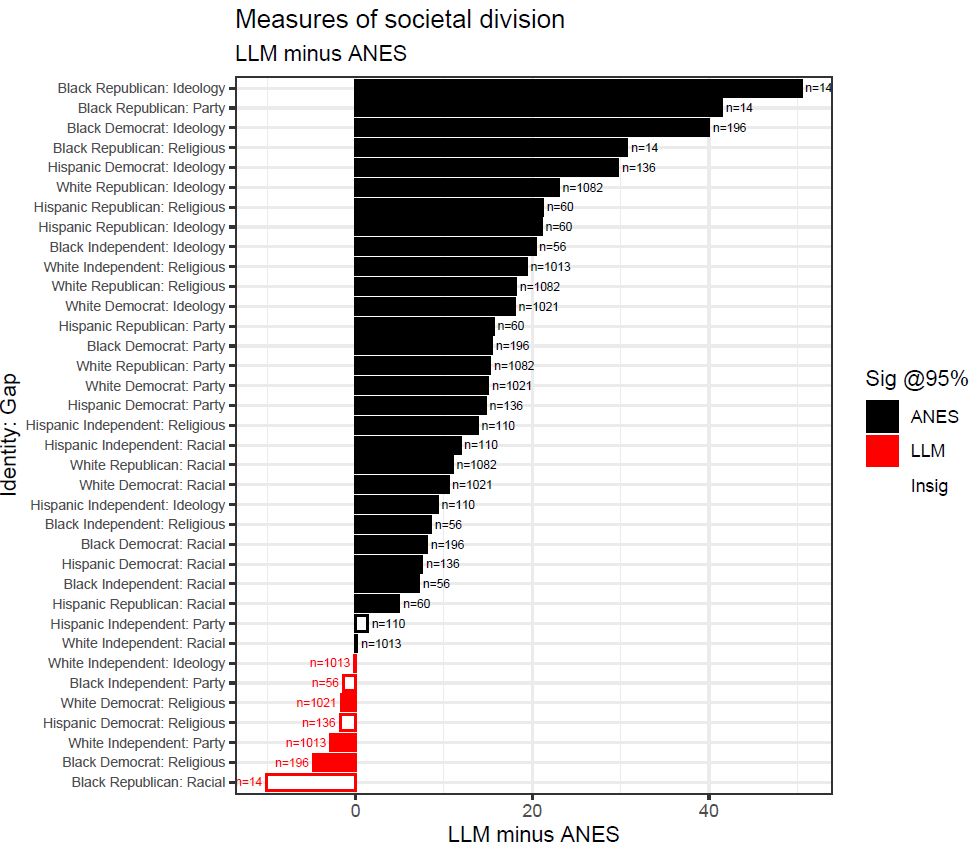 Measures of societal division
LLM minus ANES
Identity: Gap
Black Republican: Ideology n=14
Black Republican: Party n=14
Black Democrat: Ideology n=196
Black Republican: Religious n=14
Hispanic Democrat: Ideology n=136
White Republican: Ideology n=1082
Hispanic Republican: Religious n=60
Hispanic Republican: Ideology n=60
Black Independent: Ideology n=56
White Independent: Religious n=1013
White Republican: Religious n=1082
White Democrat: Ideology n=1021
Hispanic Republican: Party n=60
Black Democrat: Party n=196
White Republican: Party n=1082
White Democrat: Party n=1021
Hispanic Democrat: Party n=136
Hispanic Independent: Religious n=110
Hispanic Independent: Racial n=110
White Republican: Racial n=1082
White Democrat: Racial n=1021
Hispanic Independent: Ideology n=110
Black Independent: Religious n=56
Black Democrat: Racial n=196
Hispanic Democrat: Racial n=136
Black Independent: Racial n=56
Hispanic Republican: Racial n=60
Hispanic Independent: Party n=110
White Independent: Racial n=1013
White Independent: Ideology n=1013
Black Independent: Party n=56
White Democrat: Religious n=1021
Hispanic Democrat: Religious n=136
White Independent: Party n=1013
Black Democrat: Religious n=196
Black Republican: Racial n=14
0 20 40
LLM minus ANES
Sig @95%
ANES
LLM
Insig